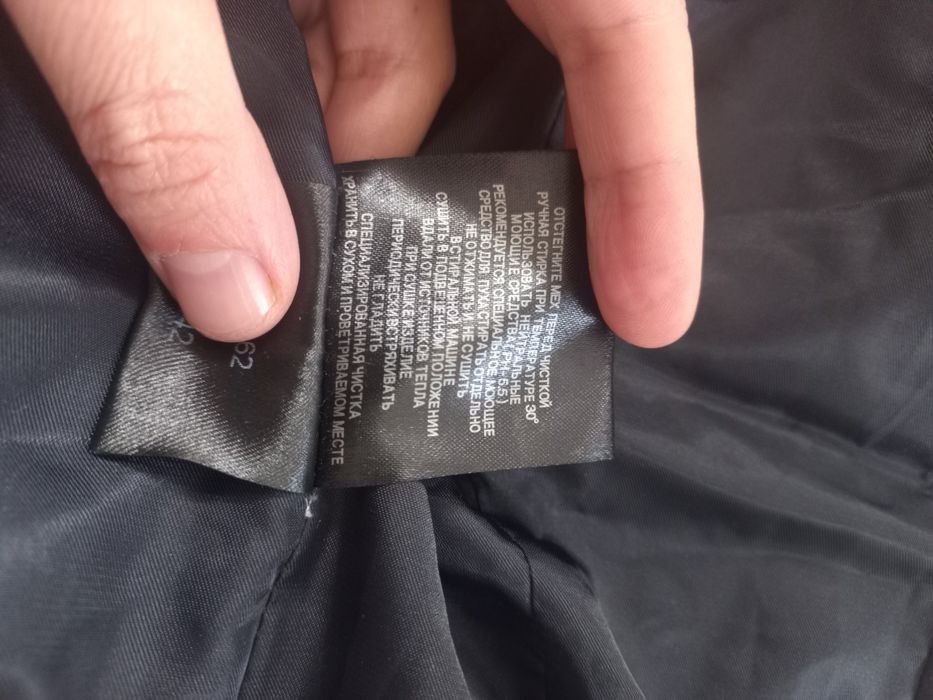 ОТСТЕГНИТЕ МЕХ ПЕРЕД ЧИСТКОЙ
РУЧНАЯ СТИРКА ПРИ ТЕМПЕРАТУРЕ 30°
ИСПОЛЬЗОВАТЬ НЕЙТРАЛЬНЫЕ
МОЮЩИЕ СРЕДСТВА ( PH- 5.5 )
РЕКОМЕНДУЕТСЯ СПЕЦИАЛЬНОЕ МОЮЩЕЕ
СРЕДСТВО ДЛЯ ПУХА СТИРАТЬ ОТДЕЛЬНО
НЕ ОТЖИМАТЬ И НЕ СУШИТЬ
В СТИРАЛЬНОЙ МАШИНЕ
СУШИТЬ В ПОДВЕШЕННОМ ПОЛОЖЕНИИ
ВДАЛИ ОТ ИСТОЧНИКОВ ТЕПЛА
ПРИ СУШКЕ ИЗДЕЛИЕ
ПЕРИОДИЧЕСКИ ВСТРЯХИВАТЬ
НЕ ГЛАДИТЬ
СПЕЦИАЛИЗИРОВАННАЯ ЧИСТКА
ХРАНИТЬ В СУХОМ И ПРОВЕТРИВАЕМОМ МЕСТЕ